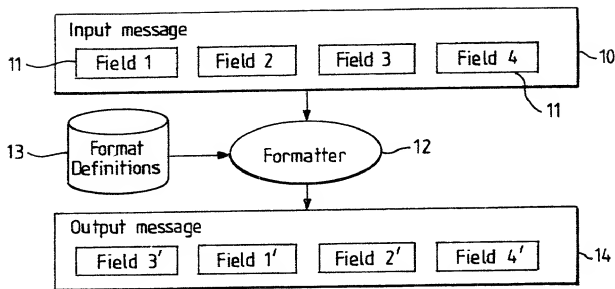 Input message
11 Field 1 Field 2 Field 3 Field 4 10
11
13 Format Definitions Formatter 12
Output message
Field 3′ Field 1′ Field 2′ Field 4′ 14